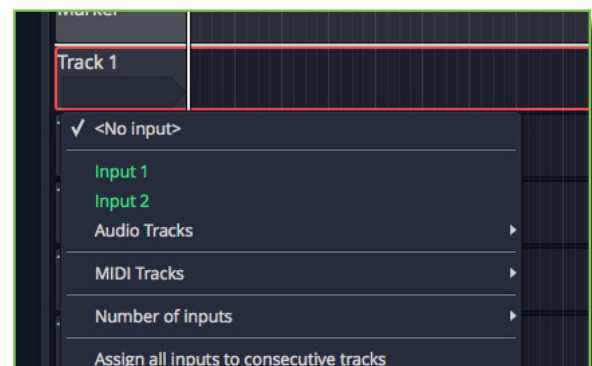 Marker
Track 1
✓ <No input>
Input 1
Input 2
Audio Tracks
MIDI Tracks
Number of inputs
Assign all inputs to consecutive tracks